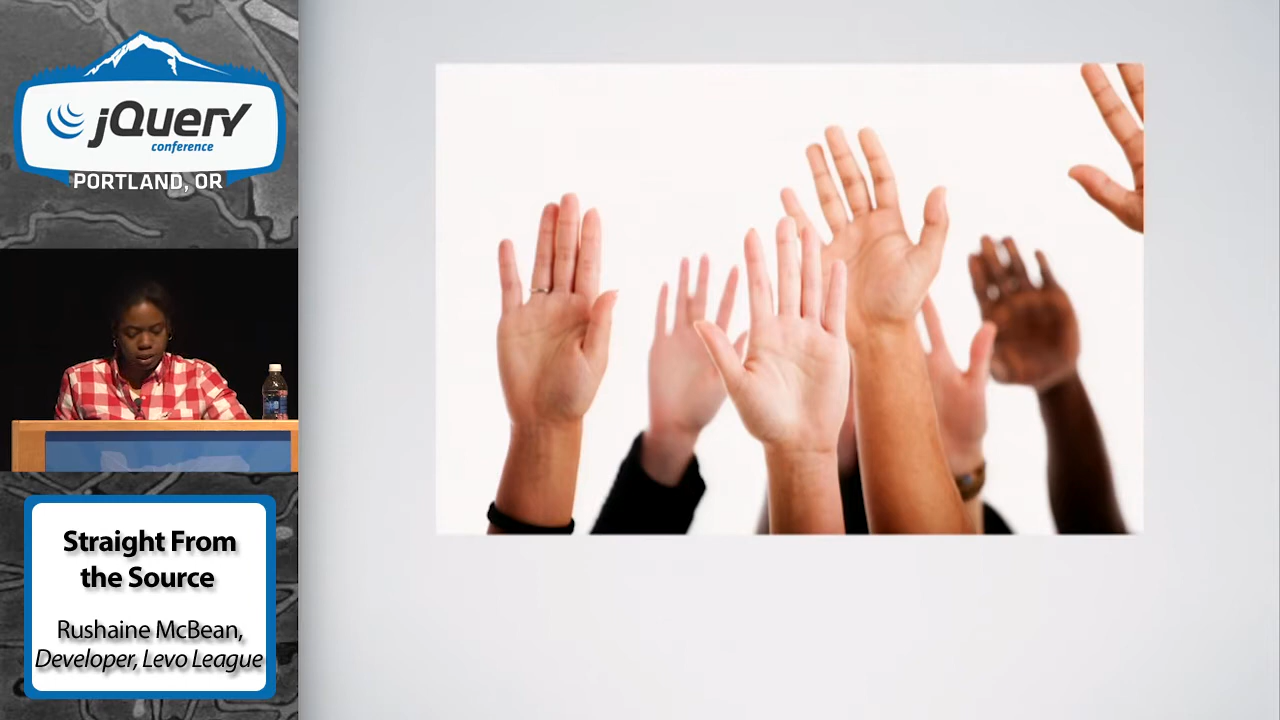 jQuery
conference
PORTLAND, OR
Straight From
the Source
Rushaine McBean,
Developer, Levo League